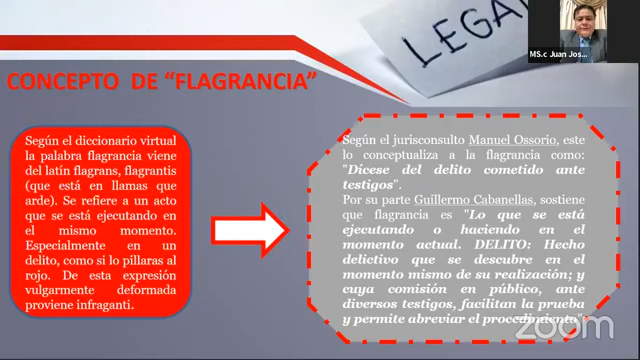 LEGAL
MS.c Juan Jos...
CONCEPTO DE “FLAGRANCIA”
Según el diccionario virtual
la palabra flagrancia viene
del latín flagrans, flagrantis
(que está en llamas que
arde). Se refiere a un acto
que se está ejecutando en
el mismo momento.
Especialmente en un
delito, como si lo pillaras al
rojo. De esta expresión
vulgarmente deformada
proviene infraganti.
Según el jurisconsulto Manuel Ossorio, este
lo conceptualiza a la flagrancia como:
"Dícese del delito cometido ante
testigos".
Por su parte Guillermo Cabanellas, sostiene
que flagrancia es "Lo que se está
ejecutando o haciendo en el
momento actual. DELITO: Hecho
delictivo que se descubre en el
momento mismo de su realización; y
cuya comisión en público, ante
diversos testigos, facilitan la prueba
y permite abreviar el procedimiento"
zoom